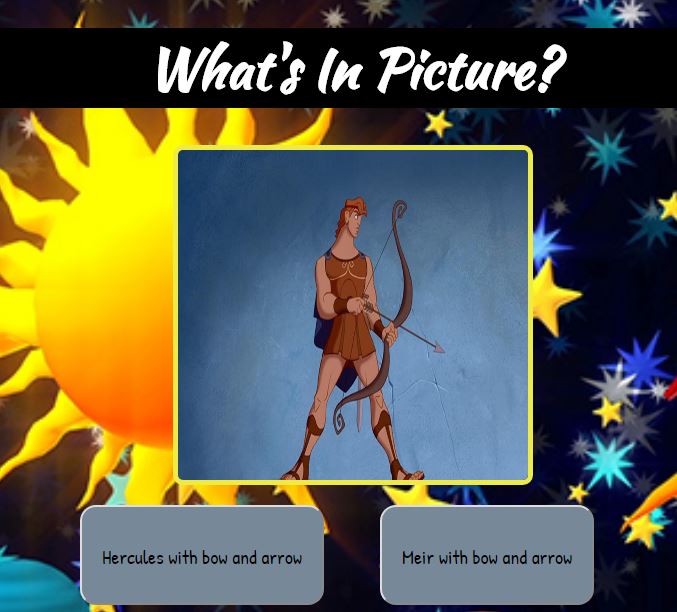 What's In Picture?
Hercules with bow and arrow
Meir with bow and arrow